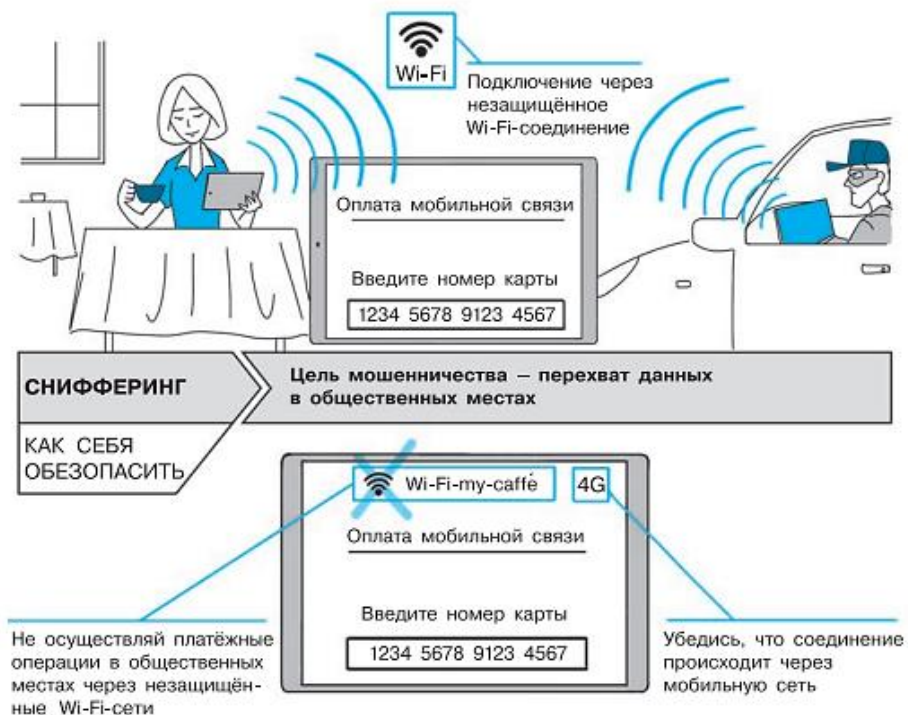 Wi-Fi
Подключение через
незащищённое
Wi-Fi-соединение
Оплата мобильной связи
Введите номер карты
1234 5678 9123 4567
СНИФФЕРИНГ
Цель мошенничества – перехват данных
в общественных местах
КАК СЕБЯ
ОБЕЗОПАСИТЬ
Wi-Fi-my-caffé
4G
Оплата мобильной связи
Введите номер карты
1234 5678 9123 4567
Не осуществляй платёжные
операции в общественных
местах через незащищён-
ные Wi-Fi-сети
Убедись, что соединение
происходит через
мобильную сеть